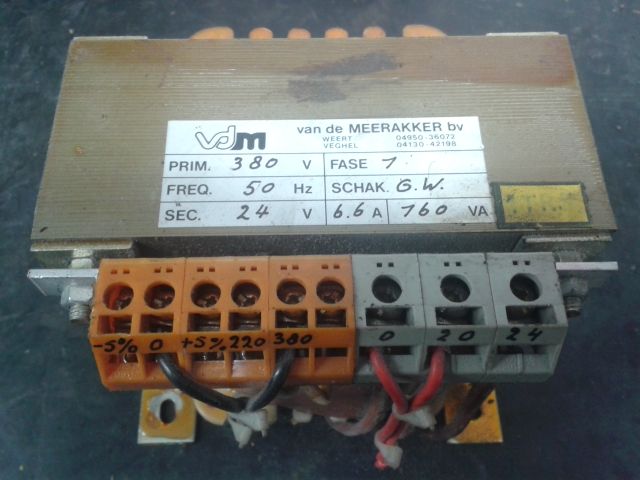 vdm van de MEERAKKER bv
WEERT 04950-36072
VEGHEL 04130-42198
PRIM. 380 V FASE 1
FREQ. 50 Hz SCHAK. G.W.
SEC. 24 V 6.6 A 160 VA
-5% 0 +5% 220 380 0 20 24